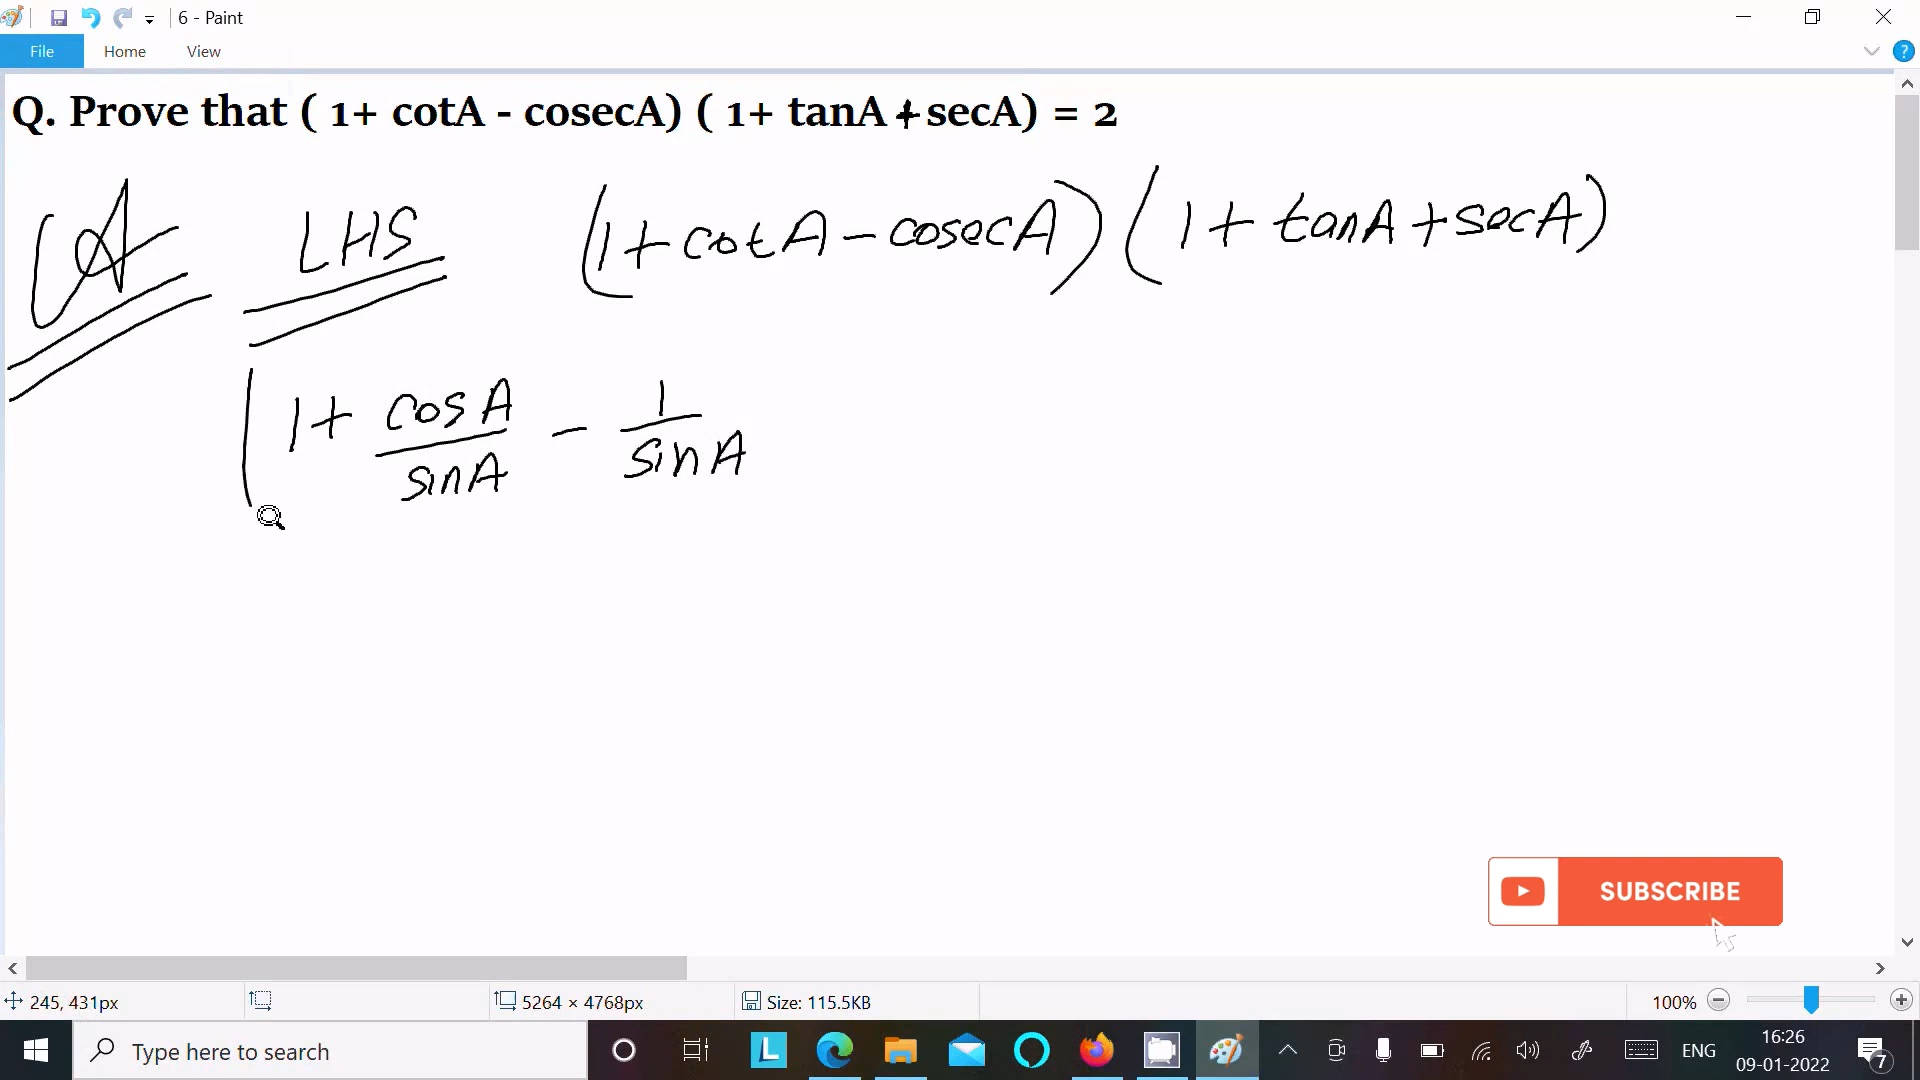 6 - Paint
File Home View
Q. Prove that ( 1+ cotA - cosecA) ( 1+ tanA + secA) = 2
A LHS (1+cotA-cosecA)(1+tanA+secA)
(1+ cosA/sinA - 1/sinA
SUBSCRIBE
245, 431px 5264 × 4768px Size: 115.5KB 100%
Type here to search L ENG 16:26
09-01-2022 7